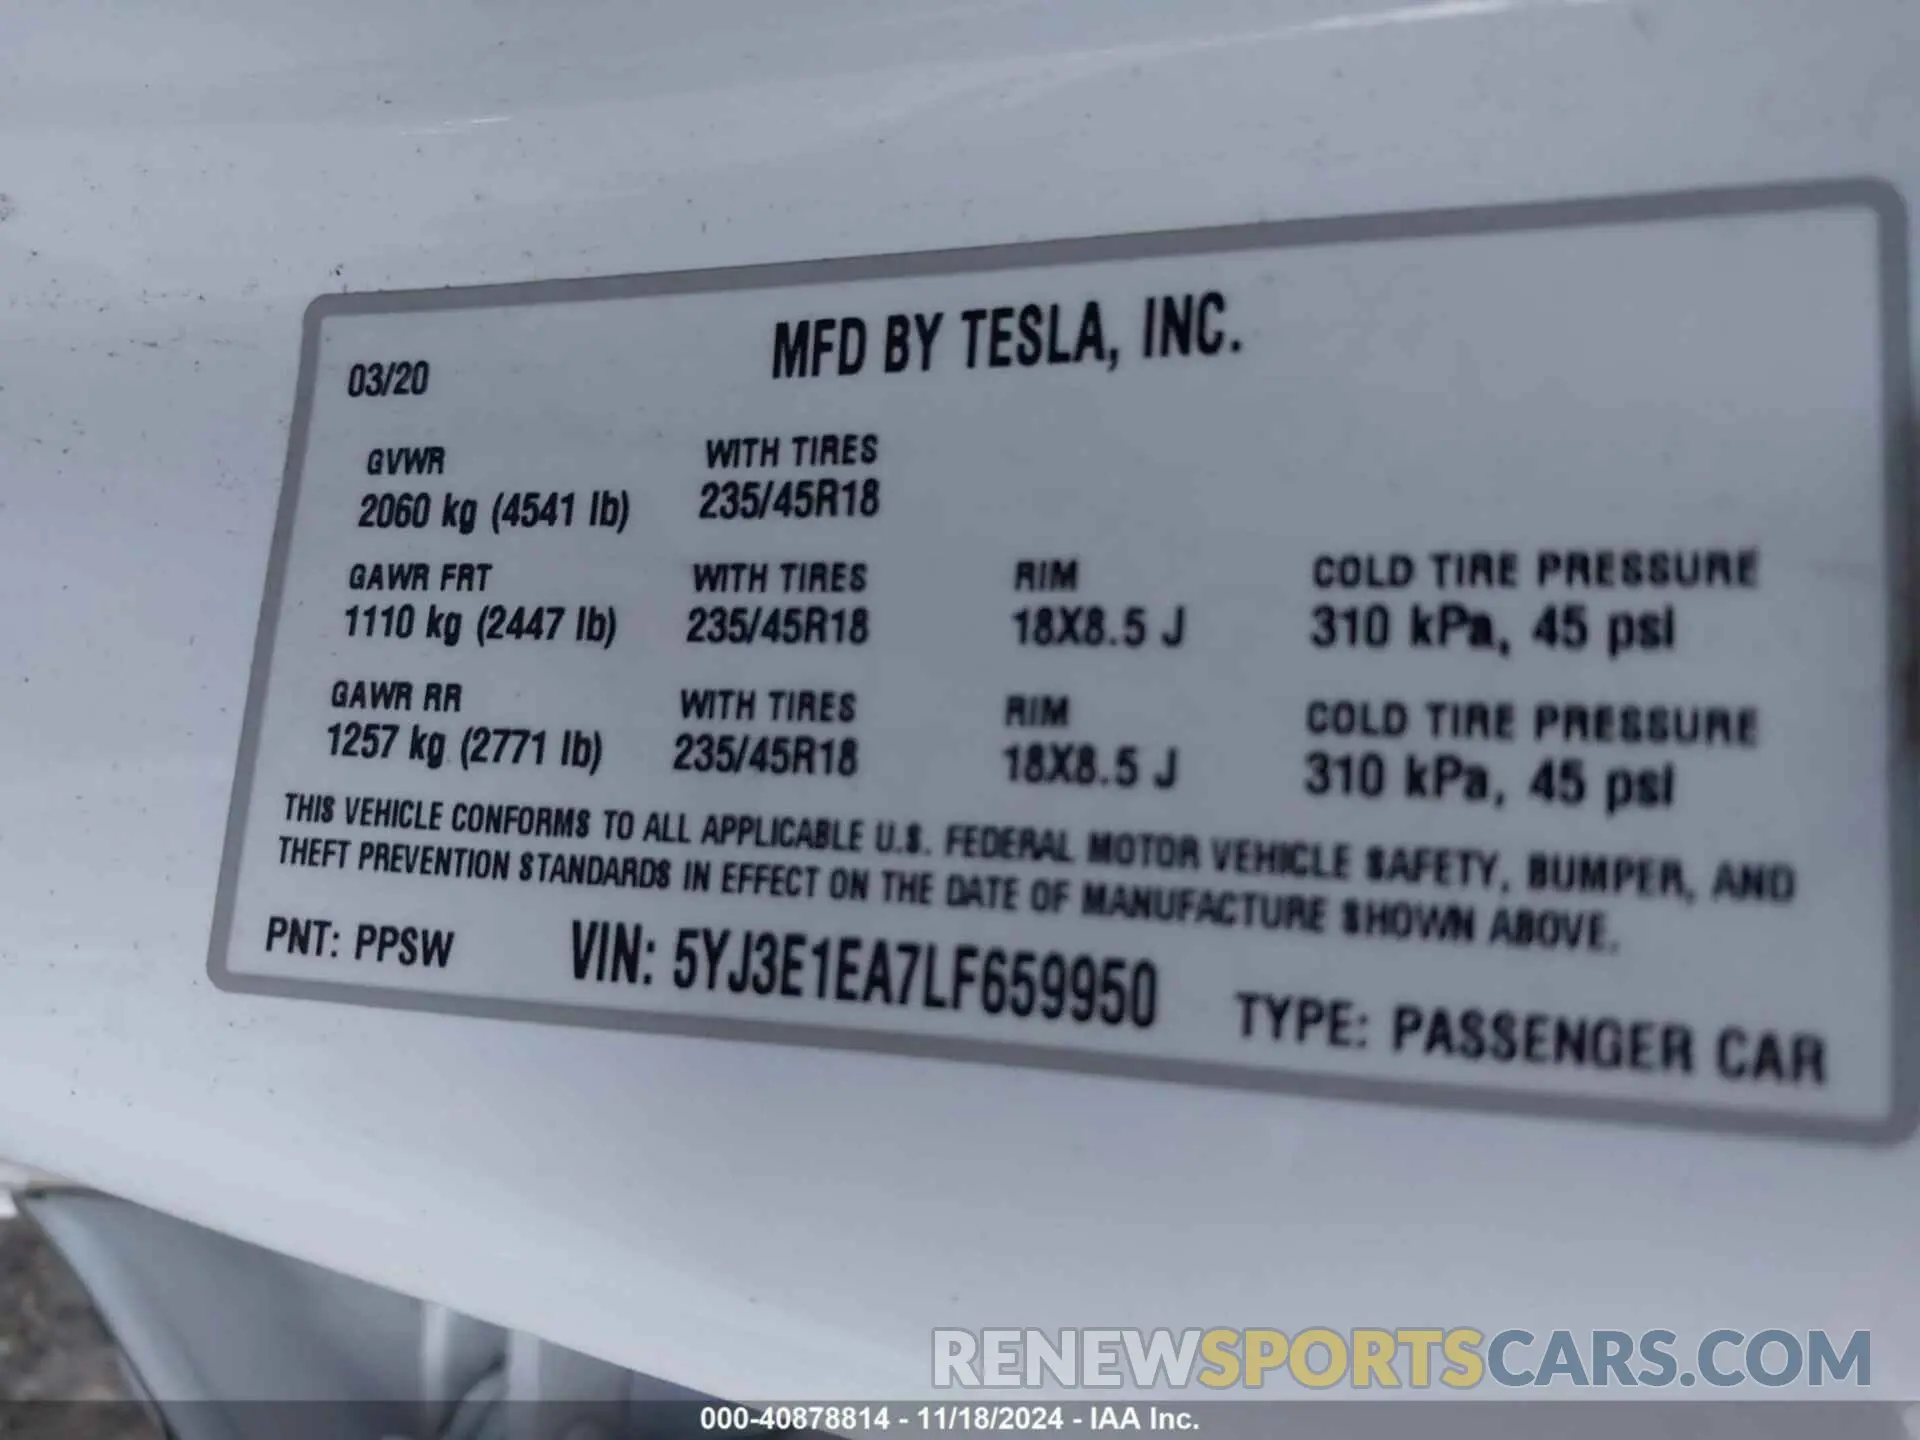 MFD BY TESLA, INC.
03/20
GVWR WITH TIRES
2060 kg (4541 lb) 235/45R18
GAWR FRT WITH TIRES RIM COLD TIRE PRESSURE
1110 kg (2447 lb) 235/45R18 18X8.5 J 310 kPa, 45 psi
GAWR RR WITH TIRES RIM COLD TIRE PRESSURE
1257 kg (2771 lb) 235/45R18 18X8.5 J 310 kPa, 45 psi
THIS VEHICLE CONFORMS TO ALL APPLICABLE U.S. FEDERAL MOTOR VEHICLE SAFETY, BUMPER, AND
THEFT PREVENTION STANDARDS IN EFFECT ON THE DATE OF MANUFACTURE SHOWN ABOVE.
PNT: PPSW VIN: 5YJ3E1EA7LF659950 TYPE: PASSENGER CAR
RENEWSPORTSCARS.COM
000-40878814 - 11/18/2024 - IAA Inc.